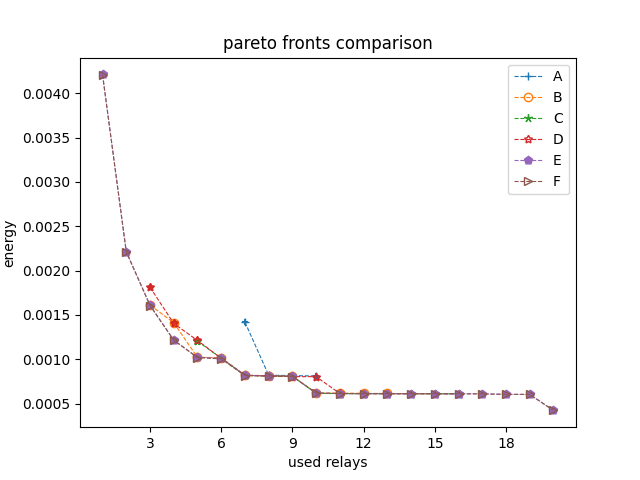 pareto fronts comparison
A
B
C
D
E
F
energy
0.0040
0.0035
0.0030
0.0025
0.0020
0.0015
0.0010
0.0005
3 6 9 12 15 18
used relays